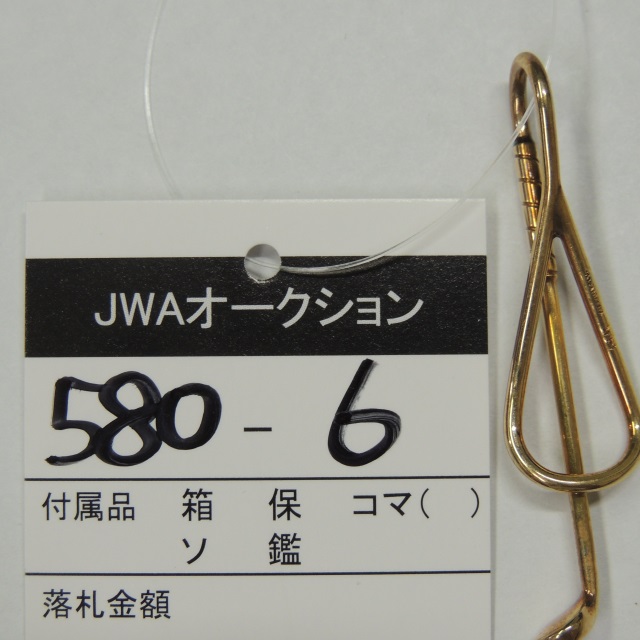 JWAオークション
580-6
付属品 箱 保 コマ( )
ソ 鑑
落札金額